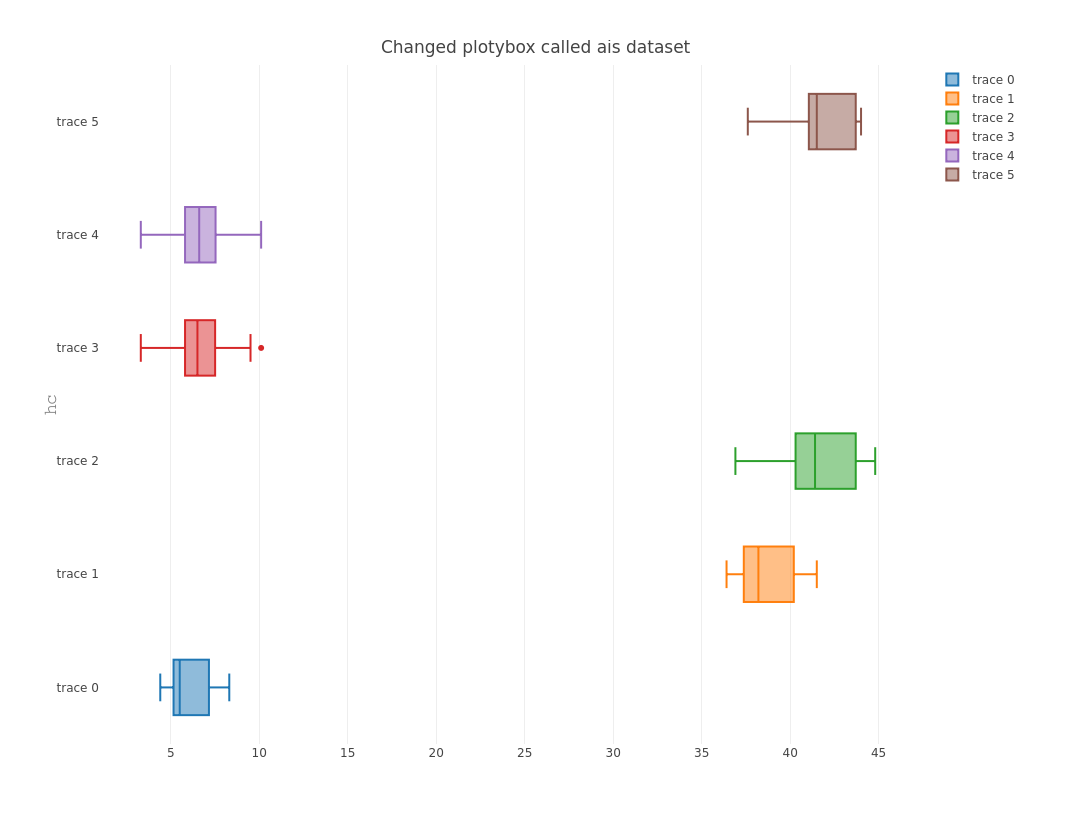 Changed plotybox called ais dataset
trace 0
trace 1
trace 2
trace 3
trace 4
trace 5
trace 5
trace 4
trace 3
hc
trace 2
trace 1
trace 0
5 10 15 20 25 30 35 40 45